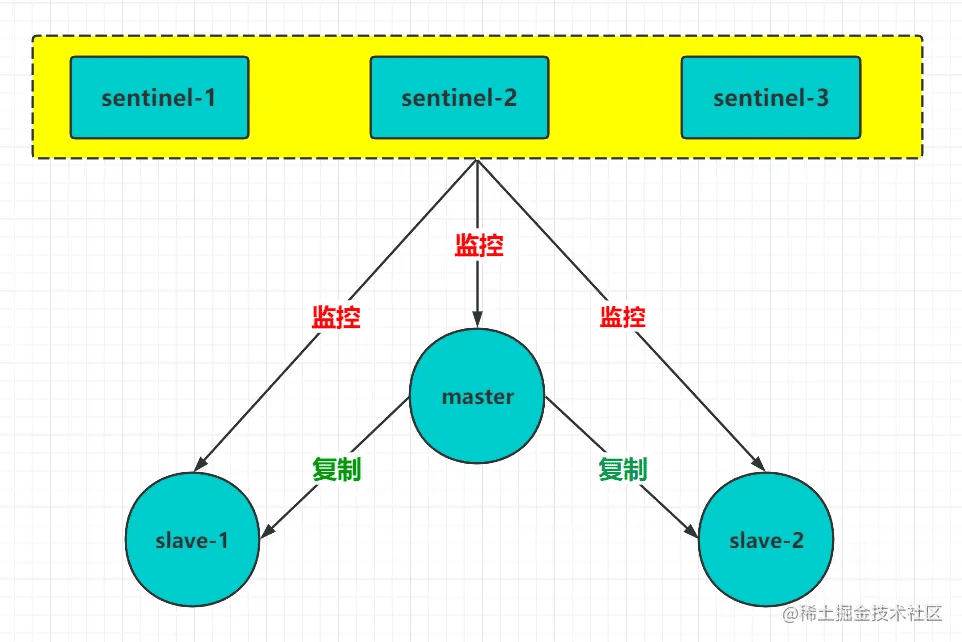 sentinel-1
sentinel-2
sentinel-3
监控
监控
监控
master
复制
复制
slave-1
slave-2
@稀土掘金技术社区